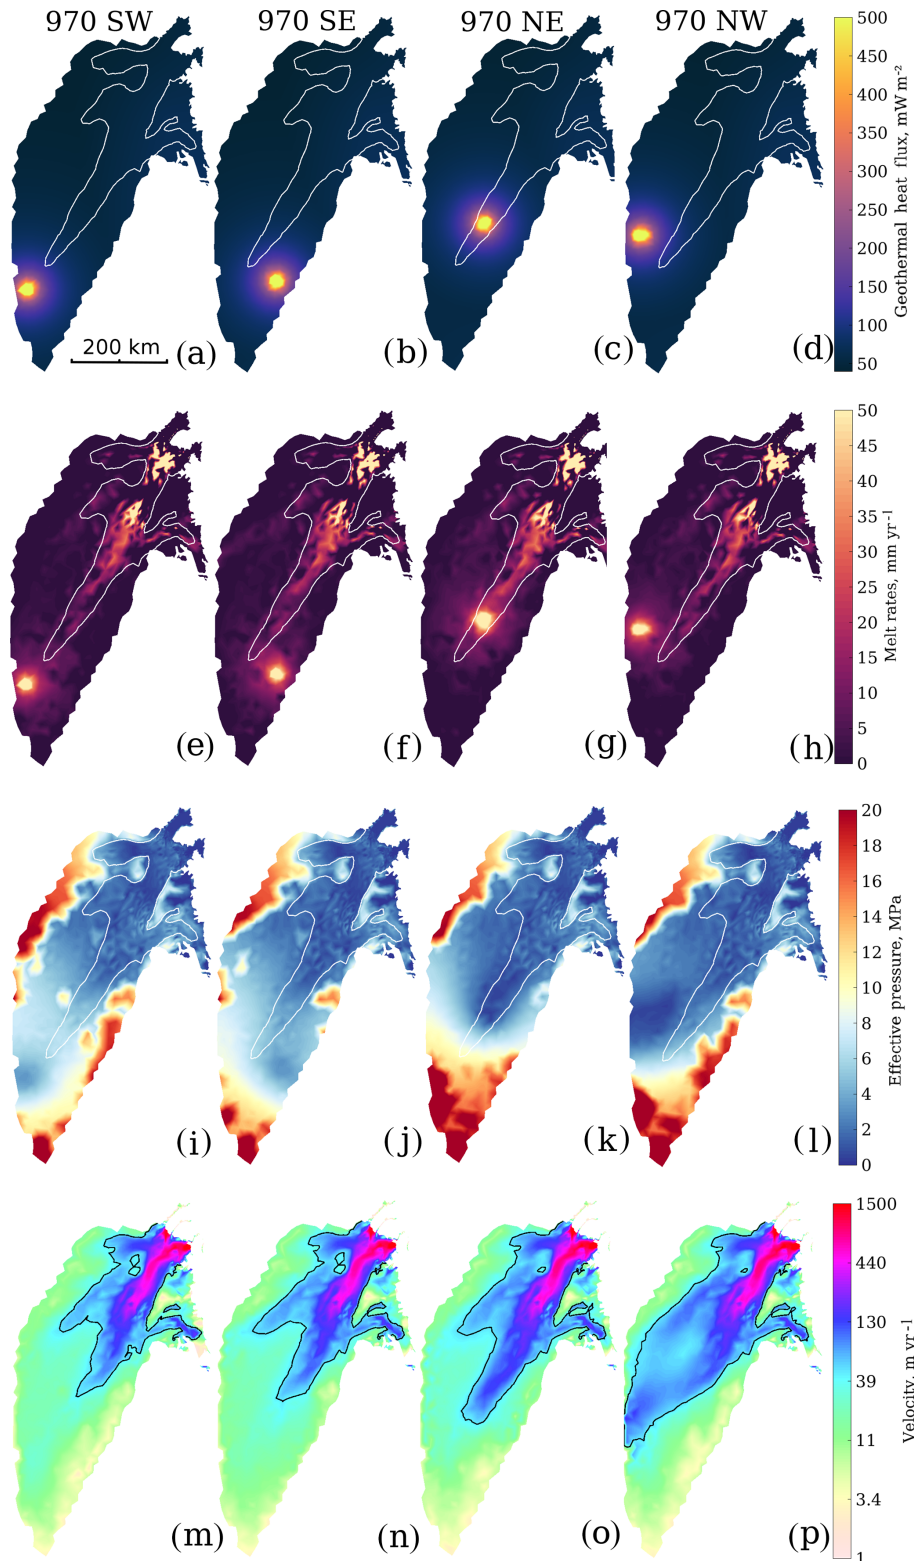 970 SW
970 SE
970 NE
970 NW
500
450
400
350
300
250
200
150
100
50
Geothermal heat flux, mW m⁻²
200 km
(a)
(b)
(c)
(d)
50
45
40
35
30
25
20
15
10
5
0
Melt rates, mm yr⁻¹
(e)
(f)
(g)
(h)
20
18
16
14
12
10
8
6
4
2
0
Effective pressure, MPa
(i)
(j)
(k)
(l)
1500
440
130
39
11
3.4
1
Velocity, m yr⁻¹
(m)
(n)
(o)
(p)